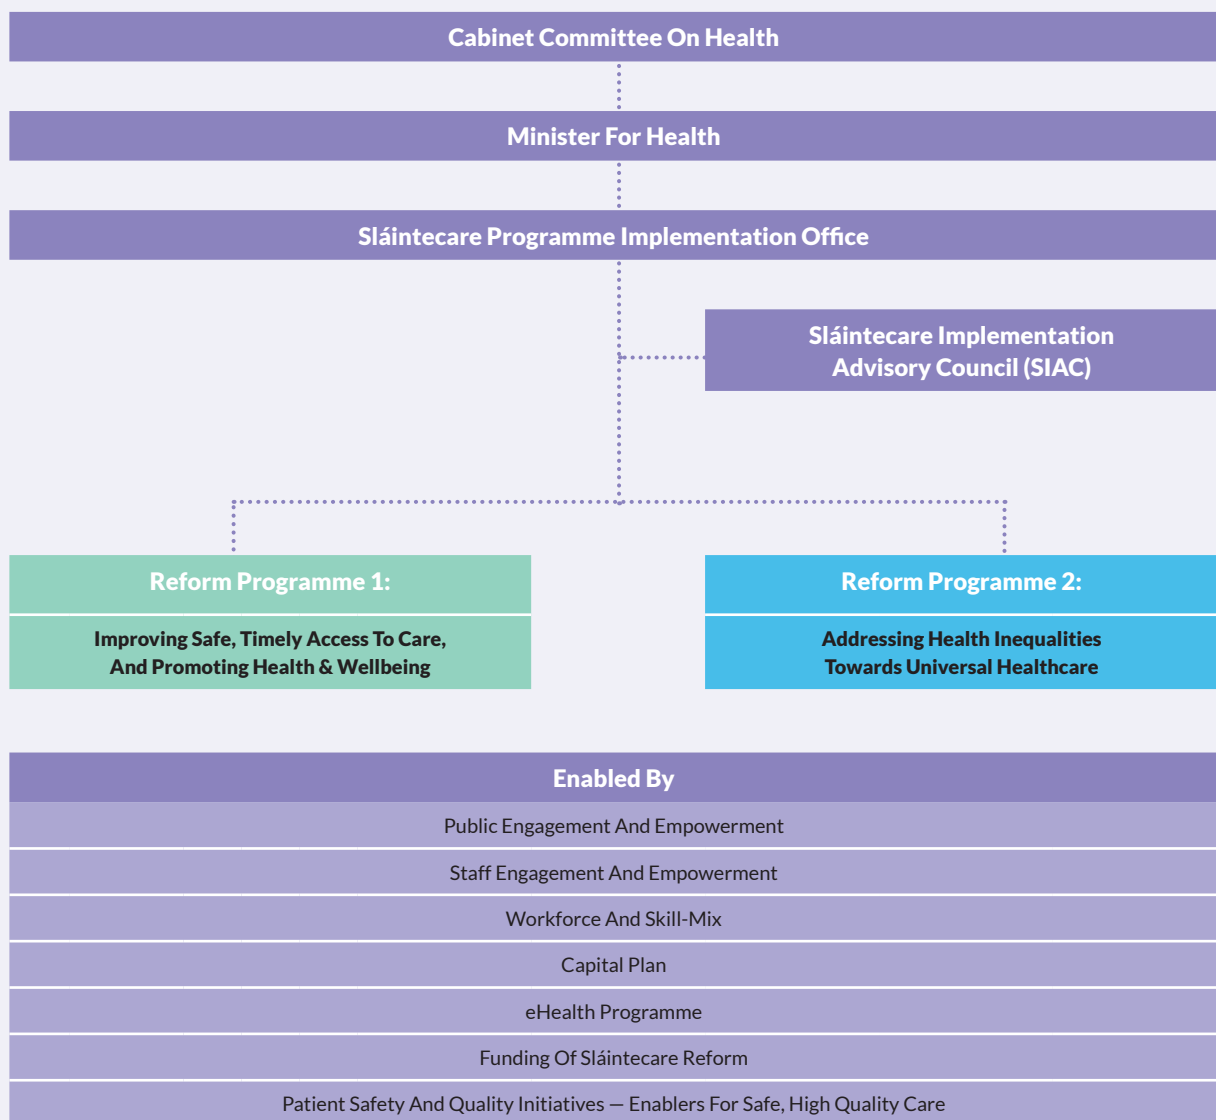 Cabinet Committee On Health
Minister For Health
Sláintecare Programme Implementation Office
Sláintecare Implementation
Advisory Council (SIAC)
Reform Programme 1:
Improving Safe, Timely Access To Care,
And Promoting Health & Wellbeing
Reform Programme 2:
Addressing Health Inequalities
Towards Universal Healthcare
Enabled By
Public Engagement And Empowerment
Staff Engagement And Empowerment
Workforce And Skill-Mix
Capital Plan
eHealth Programme
Funding Of Sláintecare Reform
Patient Safety And Quality Initiatives — Enablers For Safe, High Quality Care